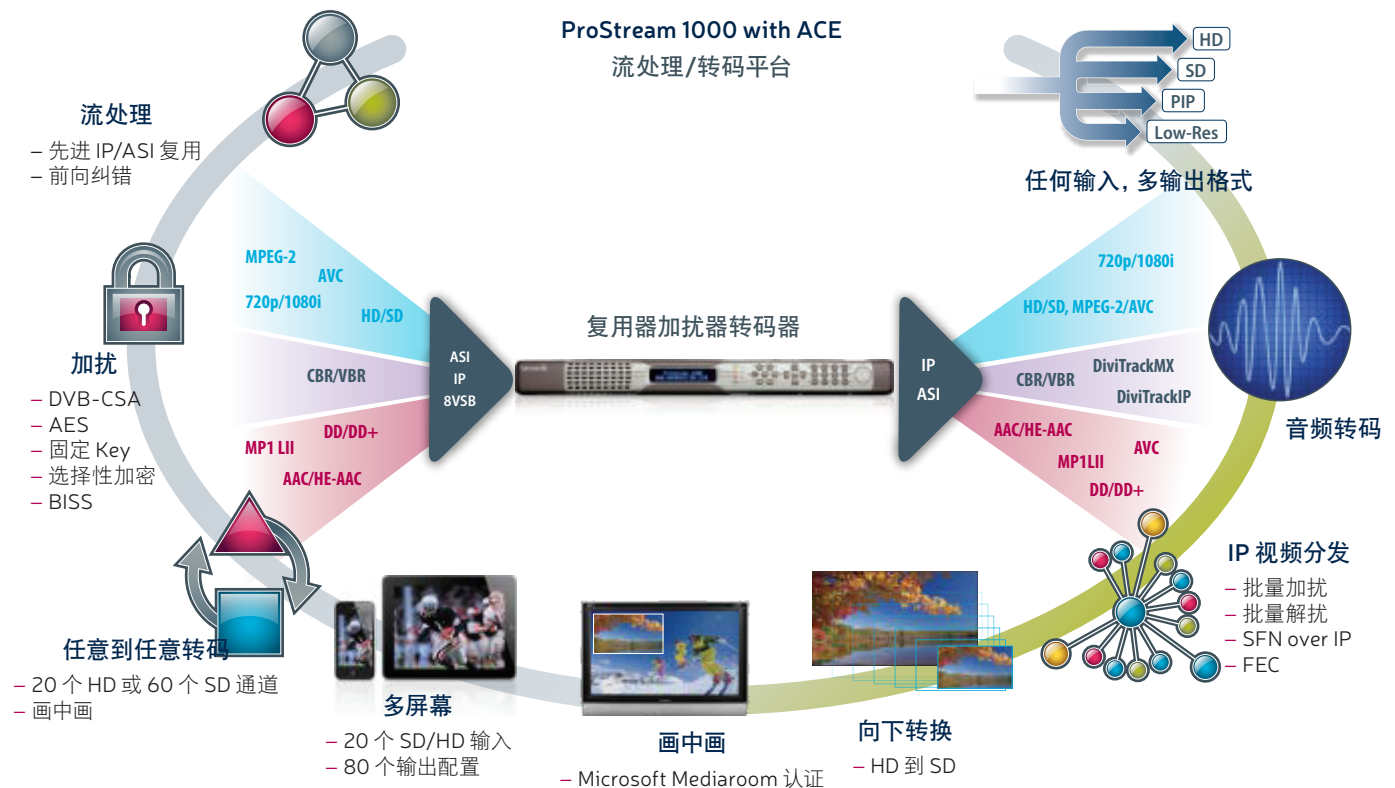 ProStream 1000 with ACE
流处理/转码平台
HD
SD
PIP
Low-Res
流处理
– 先进 IP/ASI 复用
– 前向纠错
任何输入, 多输出格式
MPEG-2
AVC
720p/1080i
HD/SD
CBR/VBR
DD/DD+
MP1 LII
AAC/HE-AAC
ASI
IP
8VSB
复用器加扰器转码器
IP
ASI
720p/1080i
HD/SD, MPEG-2/AVC
DiviTrackMX
CBR/VBR
DiviTrackIP
AAC/HE-AAC
AVC
MP1LII
DD/DD+
加扰
– DVB-CSA
– AES
– 固定 Key
– 选择性加密
– BISS
音频转码
IP 视频分发
– 批量加扰
– 批量解扰
– SFN over IP
– FEC
任意到任意转码
– 20 个 HD 或 60 个 SD 通道
– 画中画
多屏幕
– 20 个 SD/HD 输入
– 80 个输出配置
画中画
– Microsoft Mediaroom 认证
向下转换
– HD 到 SD